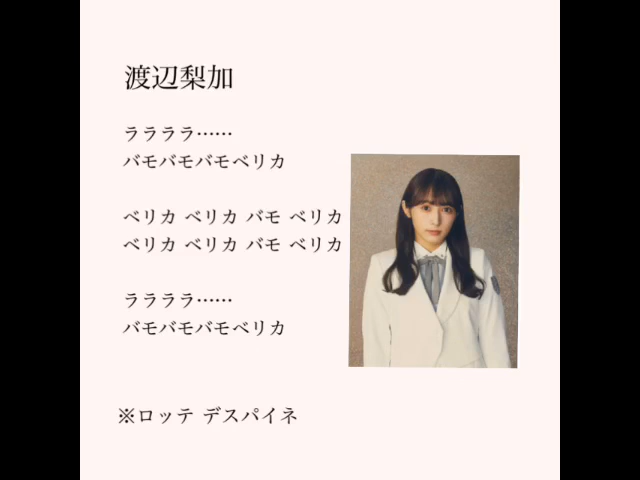 渡辺梨加
ララララ……
バモバモバモベリカ
ベリカ ベリカ バモ ベリカ
ベリカ ベリカ バモ ベリカ
ララララ……
バモバモバモベリカ
※ロッテ デスパイネ